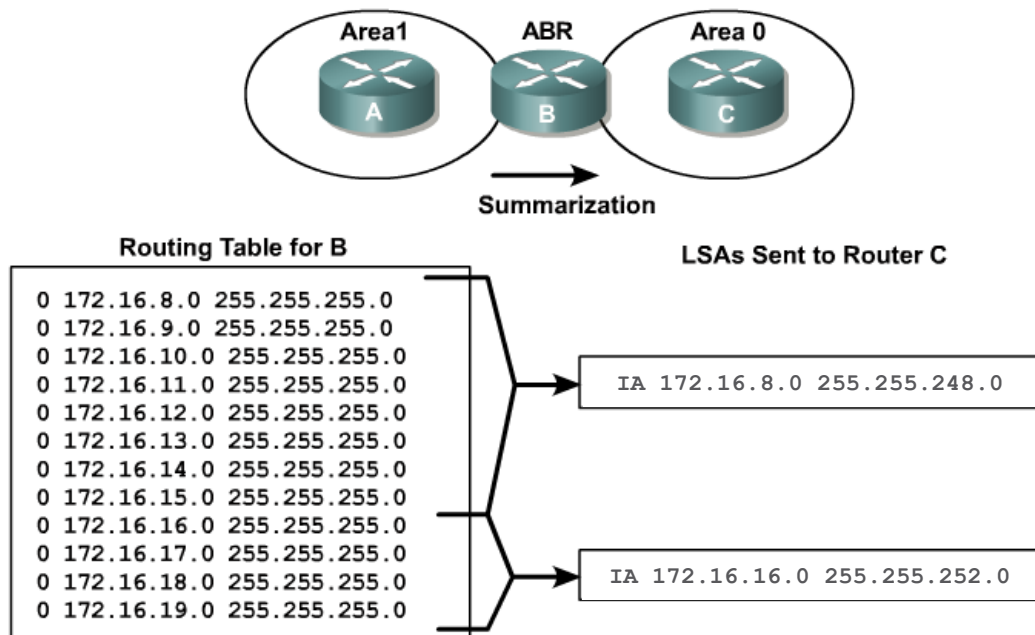 Area1
ABR
Area 0
A
B
C
Summarization
Routing Table for B
LSAs Sent to Router C
0 172.16.8.0 255.255.255.0
0 172.16.9.0 255.255.255.0
0 172.16.10.0 255.255.255.0
0 172.16.11.0 255.255.255.0
0 172.16.12.0 255.255.255.0
0 172.16.13.0 255.255.255.0
0 172.16.14.0 255.255.255.0
0 172.16.15.0 255.255.255.0
0 172.16.16.0 255.255.255.0
0 172.16.17.0 255.255.255.0
0 172.16.18.0 255.255.255.0
0 172.16.19.0 255.255.255.0
IA 172.16.8.0 255.255.248.0
IA 172.16.16.0 255.255.252.0